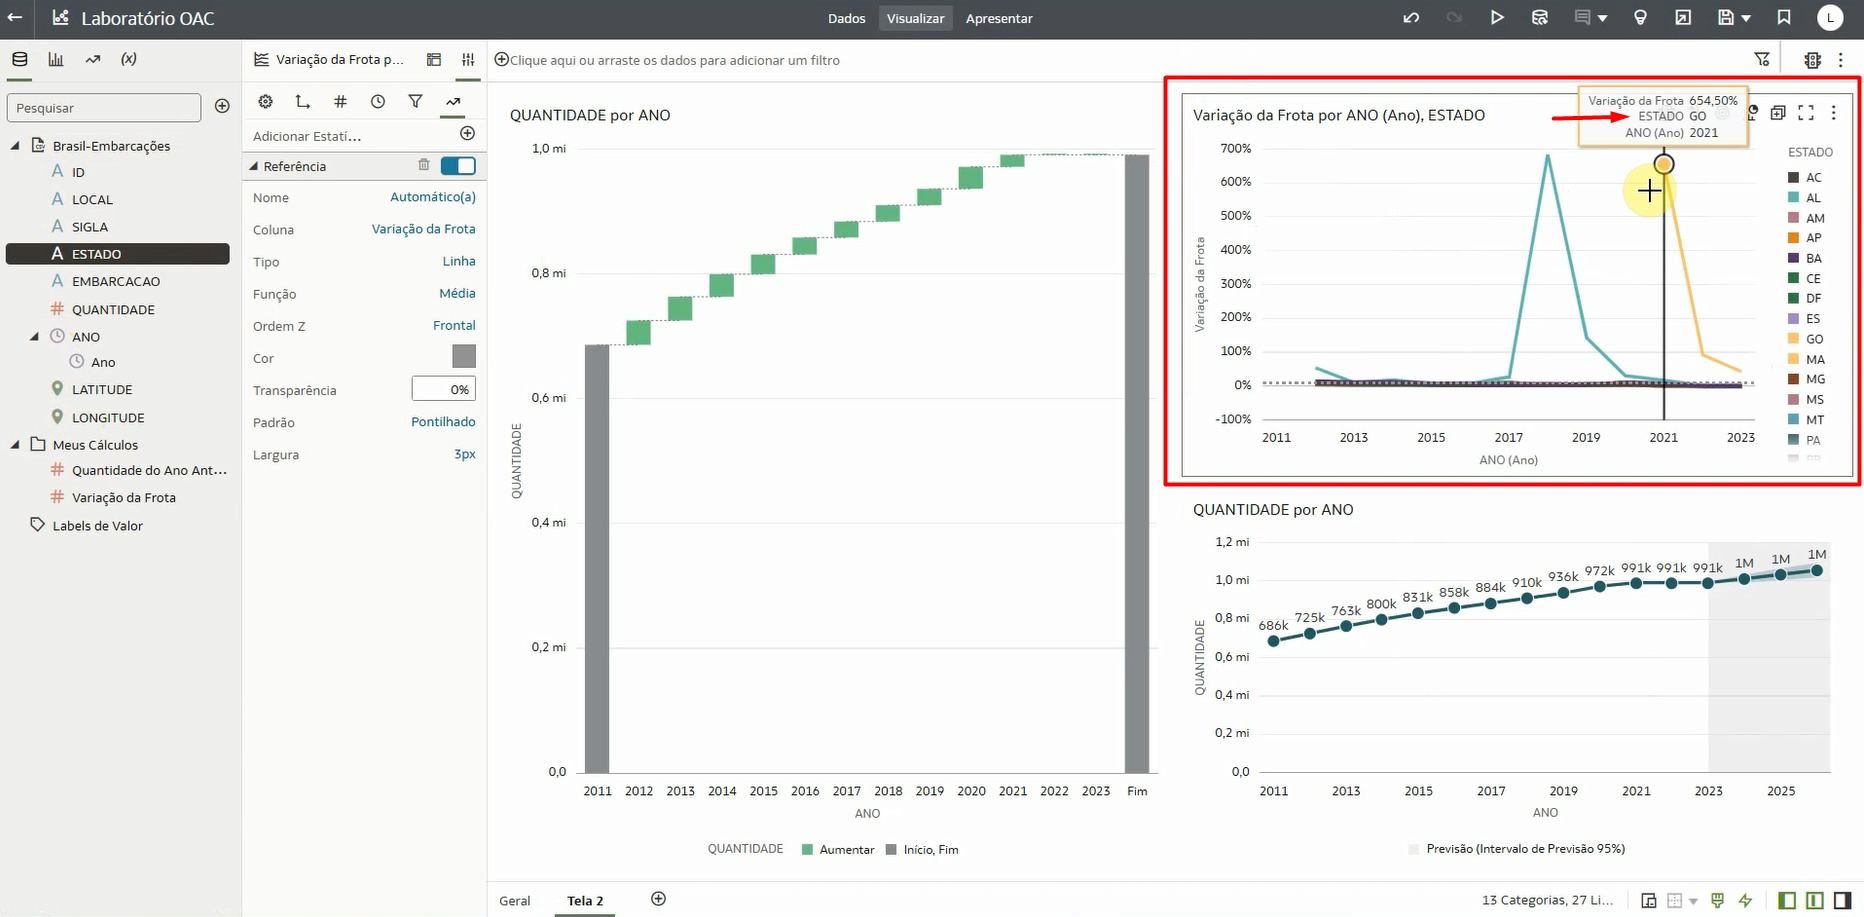 Laboratório OAC
Dados
Visualizar
Apresentar
L
(x)
Variação da Frota p...
Clique aqui ou arraste os dados para adicionar um filtro
Pesquisar
Brasil-Embarcações
A ID
A LOCAL
A SIGLA
A ESTADO
A EMBARCACAO
# QUANTIDADE
ANO
Ano
LATITUDE
LONGITUDE
Meus Cálculos
# Quantidade do Ano Ant...
# Variação da Frota
Labels de Valor
#
Adicionar Estatí...
Referência
Nome Automático(a)
Coluna Variação da Frota
Tipo Linha
Função Média
Ordem Z Frontal
Cor
Transparência 0%
Padrão Pontilhado
Largura 3px
QUANTIDADE por ANO
1,0 mi
0,8 mi
0,6 mi
0,4 mi
0,2 mi
0,0
QUANTIDADE
2011 2012 2013 2014 2015 2016 2017 2018 2019 2020 2021 2022 2023 Fim
ANO
QUANTIDADE Aumentar Início, Fim
Variação da Frota por ANO (Ano), ESTADO
Variação da Frota 654,50%
ESTADO GO
ANO (Ano) 2021
700%
600%
500%
400%
300%
200%
100%
0%
-100%
Variação da Frota
2011 2013 2015 2017 2019 2021 2023
ANO (Ano)
ESTADO
AC
AL
AM
AP
BA
CE
DF
ES
GO
MA
MG
MS
MT
PA
QUANTIDADE por ANO
1,2 mi
1,0 mi
0,8 mi
0,6 mi
0,4 mi
0,2 mi
0,0
QUANTIDADE
686k 725k 763k 800k 831k 858k 884k 910k 936k 972k 991k 991k 991k 1M 1M 1M
2011 2013 2015 2017 2019 2021 2023 2025
ANO
Previsão (Intervalo de Previsão 95%)
Geral
Tela 2
13 Categorias, 27 Li...